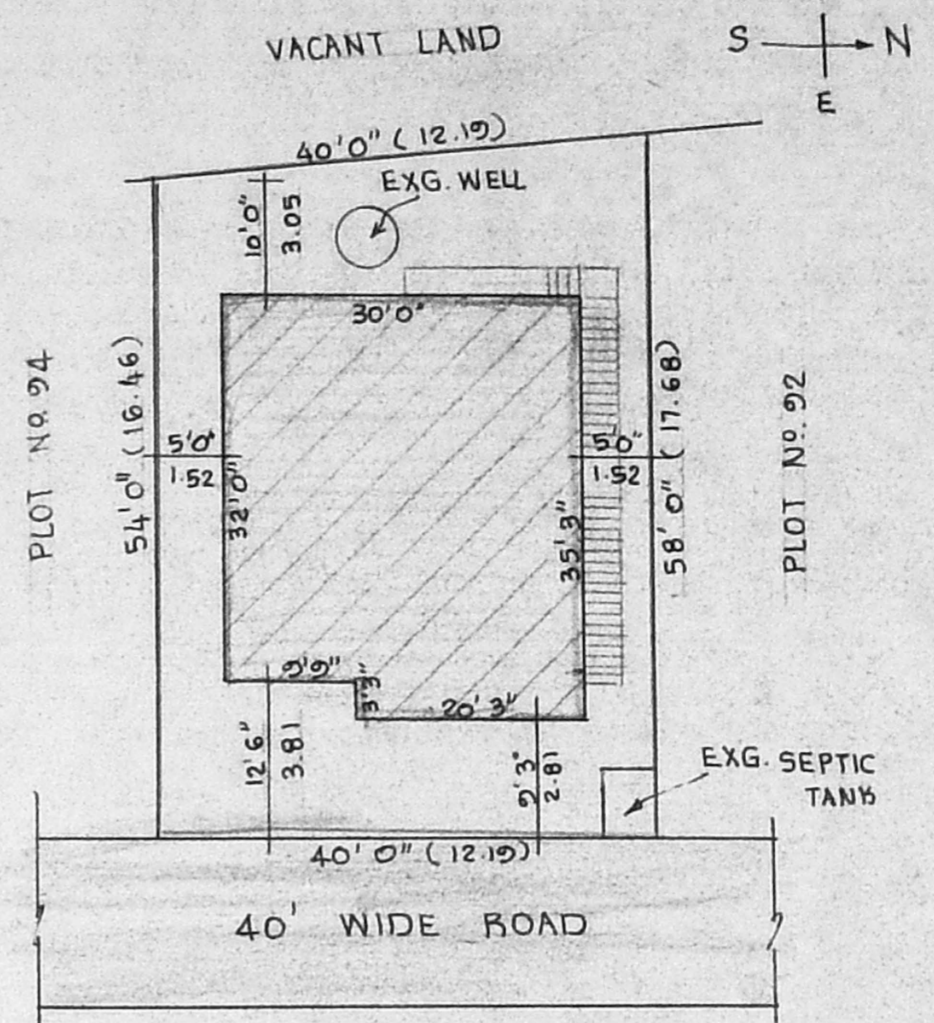 VACANT LAND
S N
E
40'0" (12.19)
EXG. WELL
10'0"
3.05
30'0"
PLOT No. 94
54'0" (16.46)
5'0"
1.52
32'0"
5'0"
1.52
35'3"
58'0" (17.68)
PLOT No. 92
9'9"
3'3"
20'3"
12'6"
3.81
9'3"
2.81
EXG. SEPTIC
TANK
40'0" (12.19)
40' WIDE ROAD